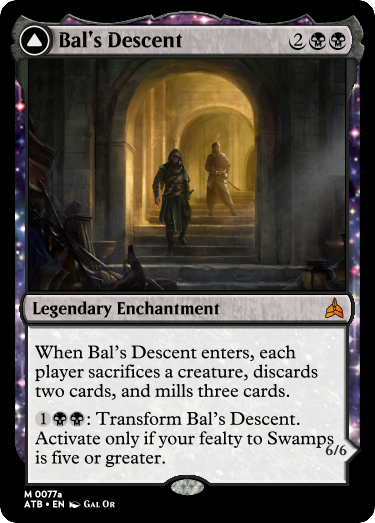 Bal's Descent 2
Legendary Enchantment
When Bal's Descent enters, each
player sacrifices a creature, discards
two cards, and mills three cards.
1: Transform Bal's Descent.
Activate only if your fealty to Swamps
is five or greater.
6/6
M 0077a
ATB • EN Gal Or